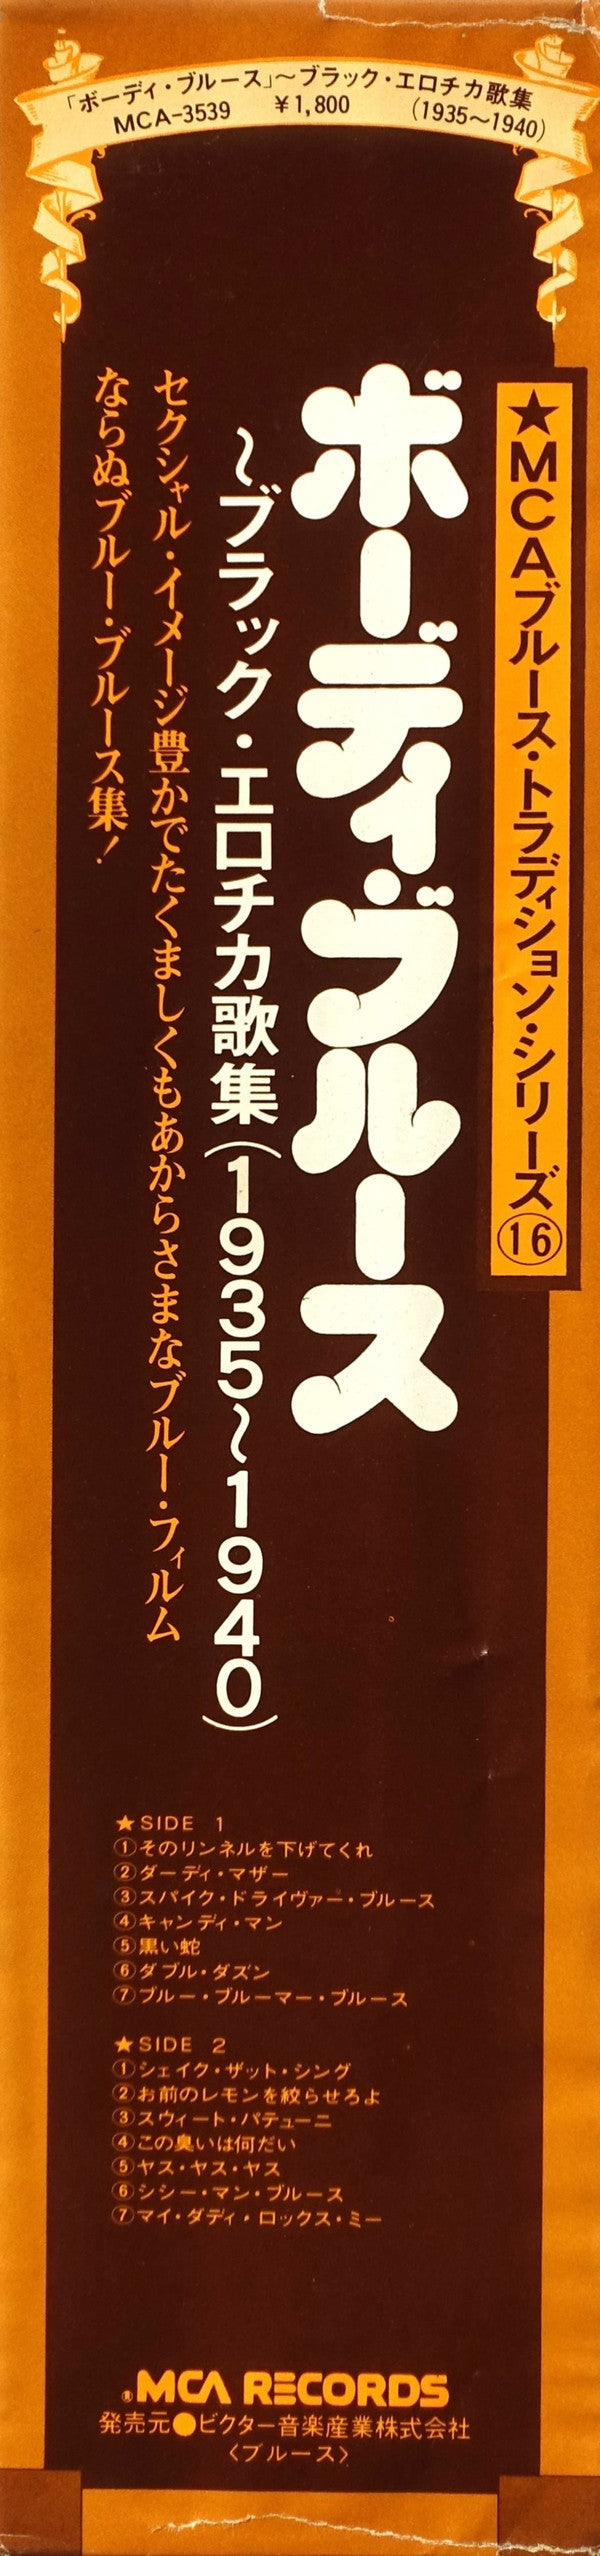 「ボーディ・ブルース」〜ブラック・エロチカ歌集
MCA-3539 ¥1,800 (1935〜1940)
★MCAブルース・トラディション・シリーズ⑯
ボーディ・ブルース
〜ブラック・エロチカ歌集(1935〜1940)
セクシャル・イメージ豊かでたくましくもあからさまなブルー・フィルム
ならぬブルー・ブルース集!
★SIDE 1
①そのリンネルを下げてくれ
②ダーディ・マザー
③スパイク・ドライヴァー・ブルース
④キャンディ・マン
⑤黒い蛇
⑥ダブル・ダズン
⑦ブルー・ブルーマー・ブルース
★SIDE 2
①シェイク・ザット・シング
②お前のレモンを絞らせろよ
③スウィート・パテューニ
④この臭いは何だい
⑤ヤス・ヤス・ヤス
⑥シシー・マン・ブルース
⑦マイ・ダディ・ロックス・ミー
®MCA RECORDS
発売元●ビクター音楽産業株式会社
〈ブルース〉